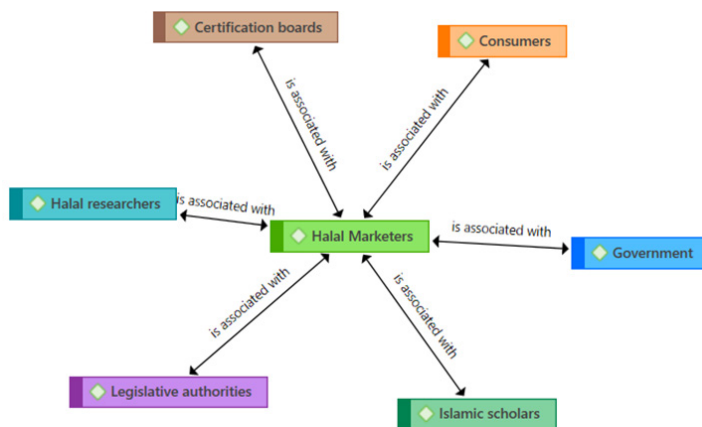 Certification boards
Consumers
is associated with
is associated with
Halal researchers
is associated with
Halal Marketers
is associated with
Government
is associated with
is associated with
Legislative authorities
Islamic scholars